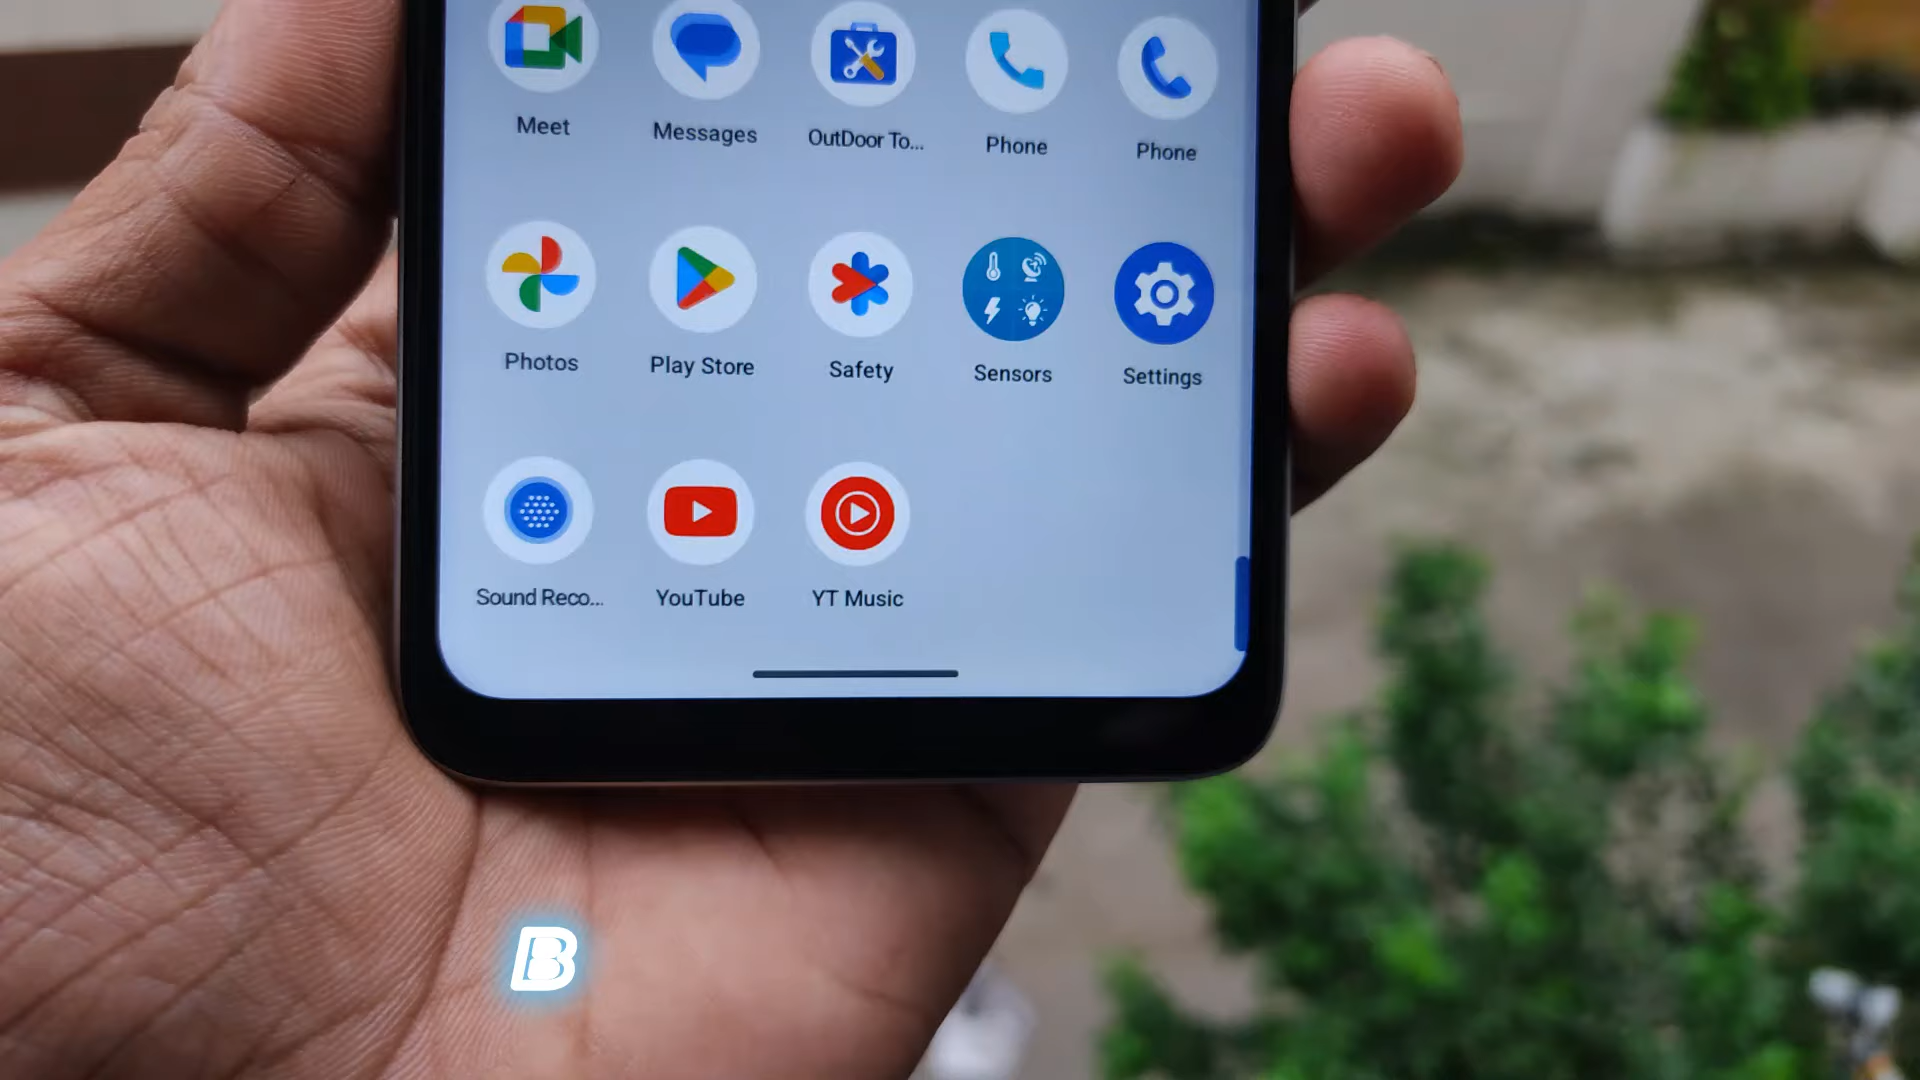 Meet Messages OutDoor To... Phone Phone
Photos Play Store Safety Sensors Settings
Sound Reco... YouTube YT Music
B